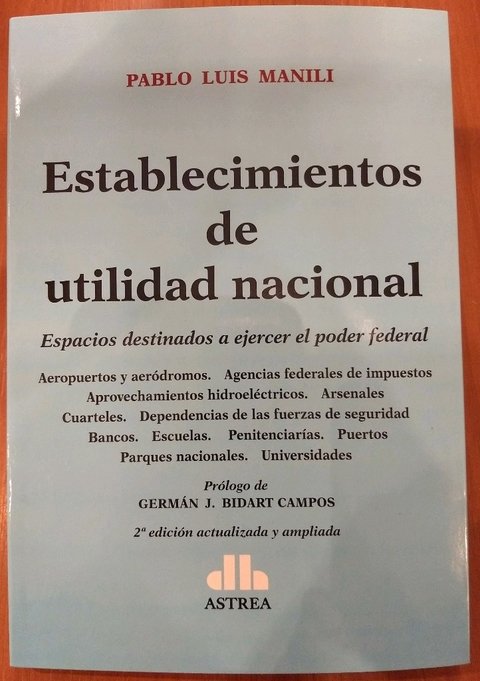 PABLO LUIS MANILI
Establecimientos
de
utilidad nacional
Espacios destinados a ejercer el poder federal
Aeropuertos y aeródromos. Agencias federales de impuestos
Aprovechamientos hidroeléctricos. Arsenales
Cuarteles. Dependencias de las fuerzas de seguridad
Bancos. Escuelas. Penitenciarías. Puertos
Parques nacionales. Universidades
Prólogo de
GERMÁN J. BIDART CAMPOS
2ª edición actualizada y ampliada
ASTREA